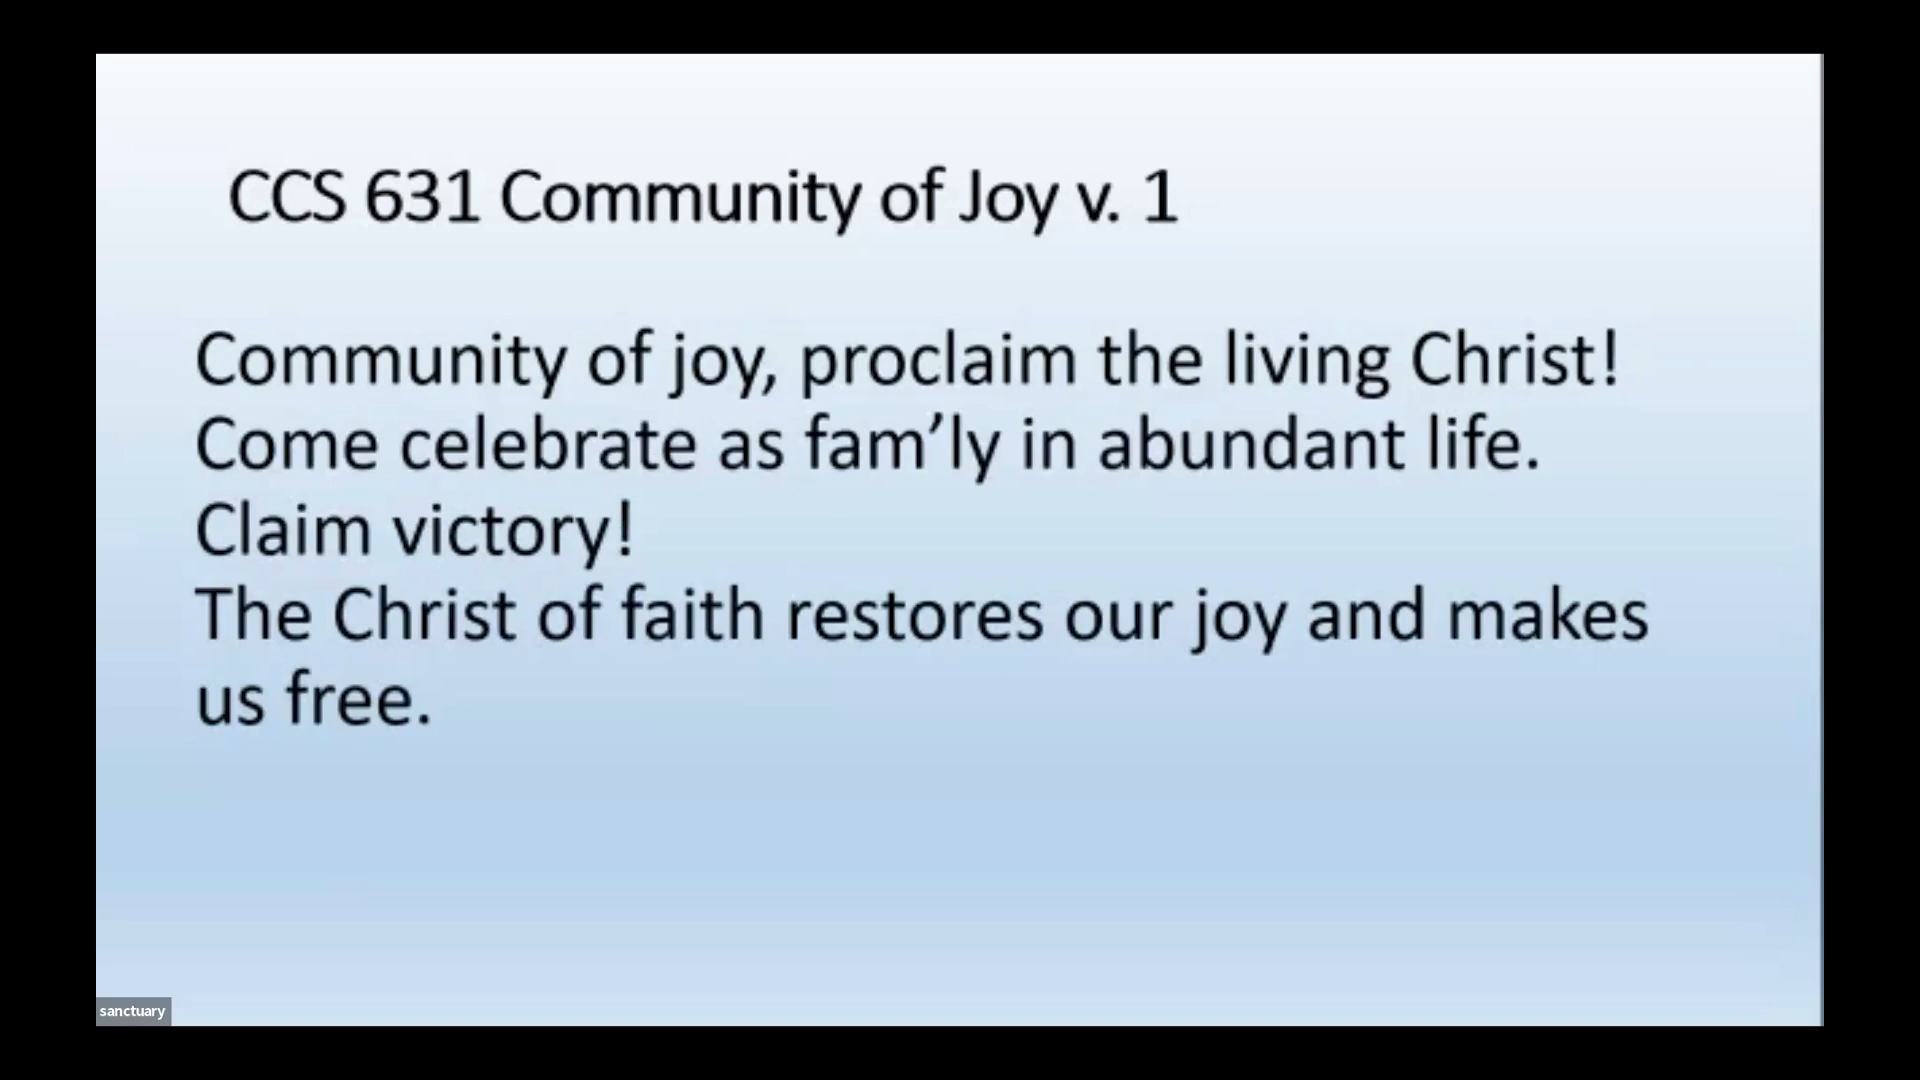 CCS 631 Community of Joy v. 1
Community of joy, proclaim the living Christ!
Come celebrate as fam’ly in abundant life.
Claim victory!
The Christ of faith restores our joy and makes
us free.
sanctuary